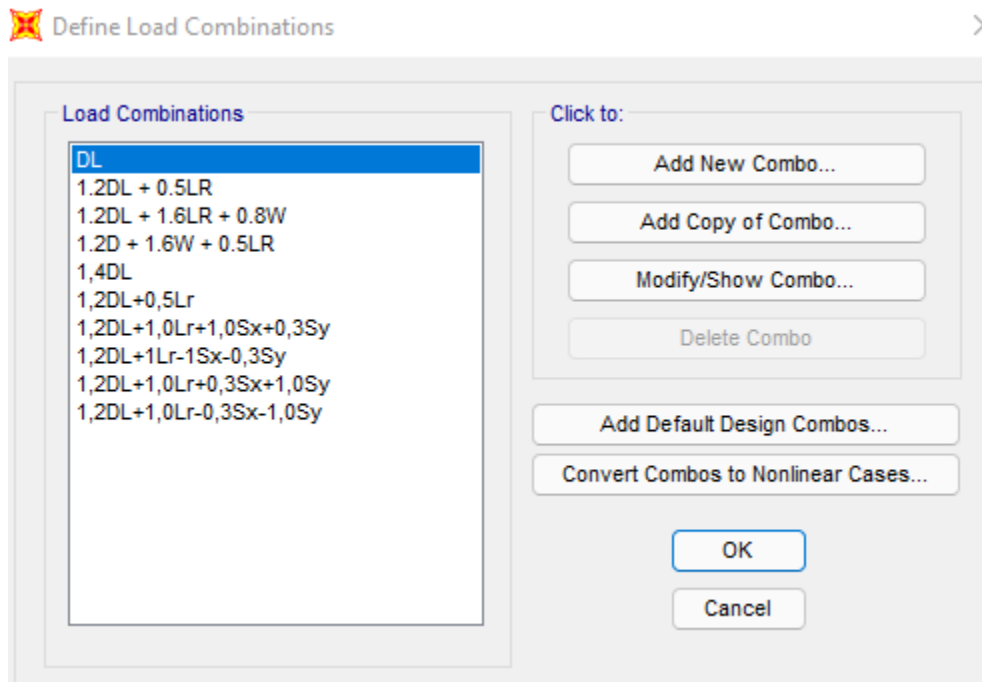 Define Load Combinations
Load Combinations
DL
1.2DL + 0.5LR
1.2DL + 1.6LR + 0.8W
1.2D + 1.6W + 0.5LR
1,4DL
1,2DL+0,5Lr
1,2DL+1,0Lr+1,0Sx+0,3Sy
1,2DL+1Lr-1Sx-0,3Sy
1,2DL+1,0Lr+0,3Sx+1,0Sy
1,2DL+1,0Lr-0,3Sx-1,0Sy
Click to:
Add New Combo...
Add Copy of Combo...
Modify/Show Combo...
Delete Combo
Add Default Design Combos...
Convert Combos to Nonlinear Cases...
OK
Cancel